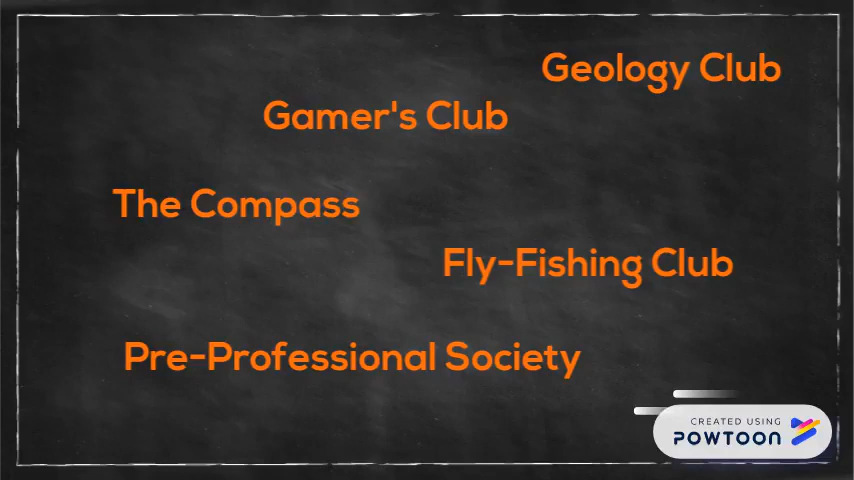 Geology Club
Gamer's Club
The Compass
Fly-Fishing Club
Pre-Professional Society
CREATED USING
POWTOON